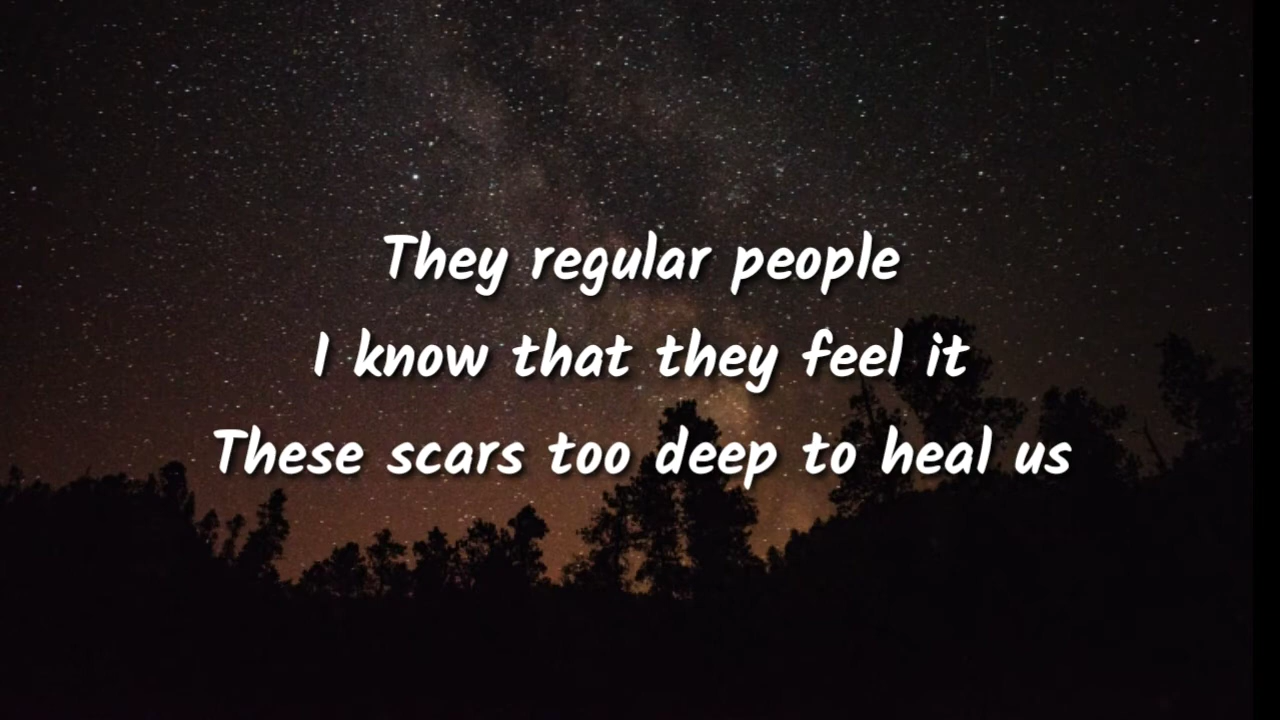 They regular people
I know that they feel it
These scars too deep to heal us